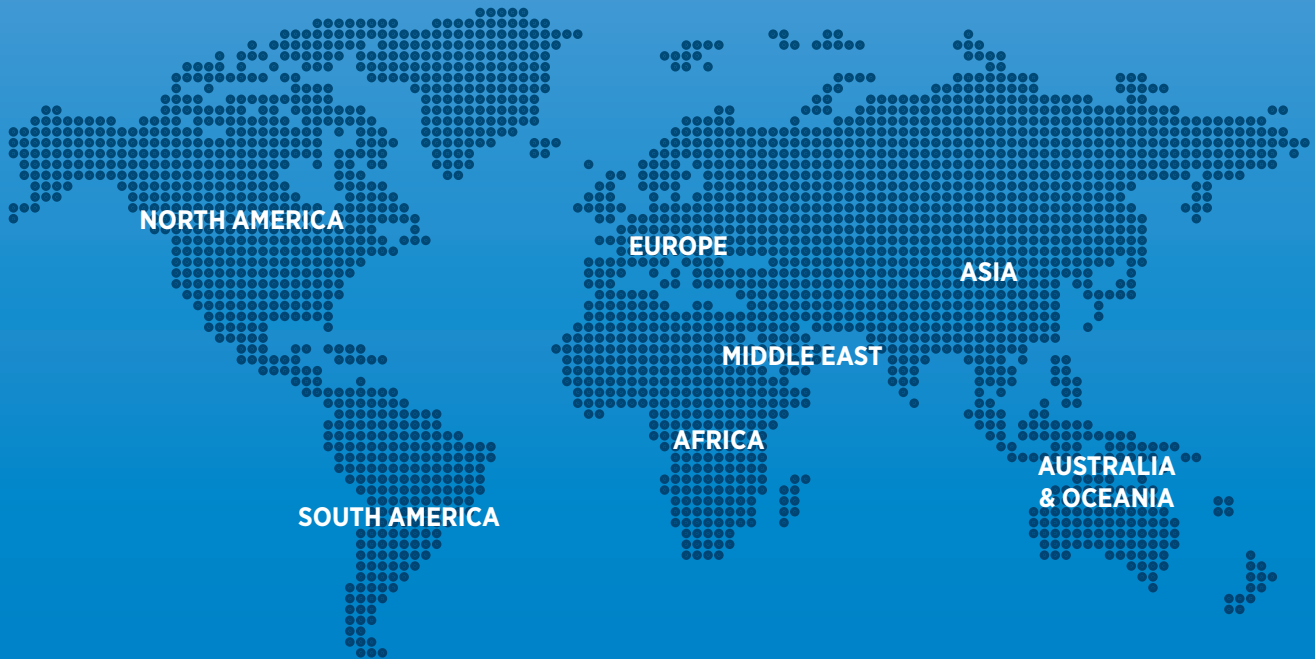 NORTH AMERICA
EUROPE
ASIA
MIDDLE EAST
AFRICA
AUSTRALIA
& OCEANIA
SOUTH AMERICA